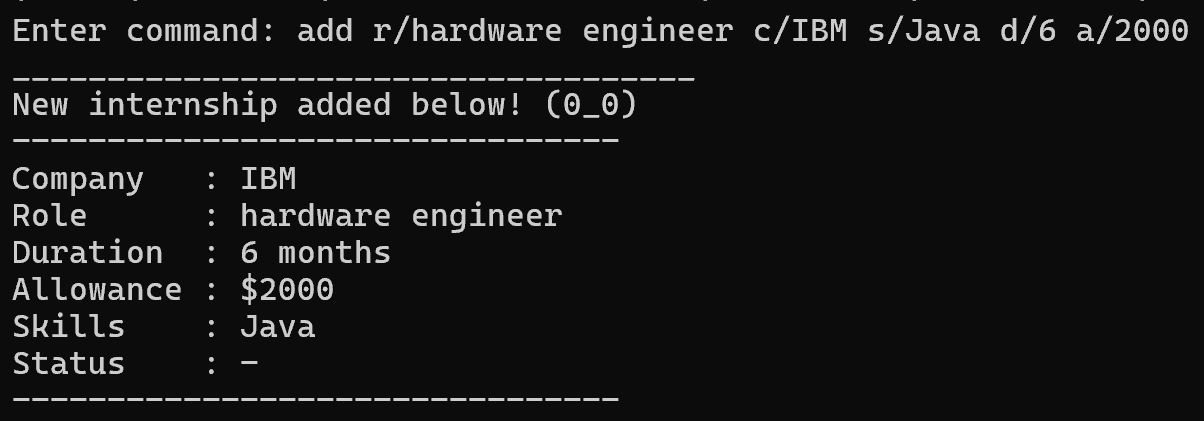 Enter command: add r/hardware engineer c/IBM s/Java d/6 a/2000
____________________________________
New internship added below! (0_0)
--------------------------------
Company   : IBM
Role      : hardware engineer
Duration  : 6 months
Allowance : $2000
Skills    : Java
Status    : -
--------------------------------